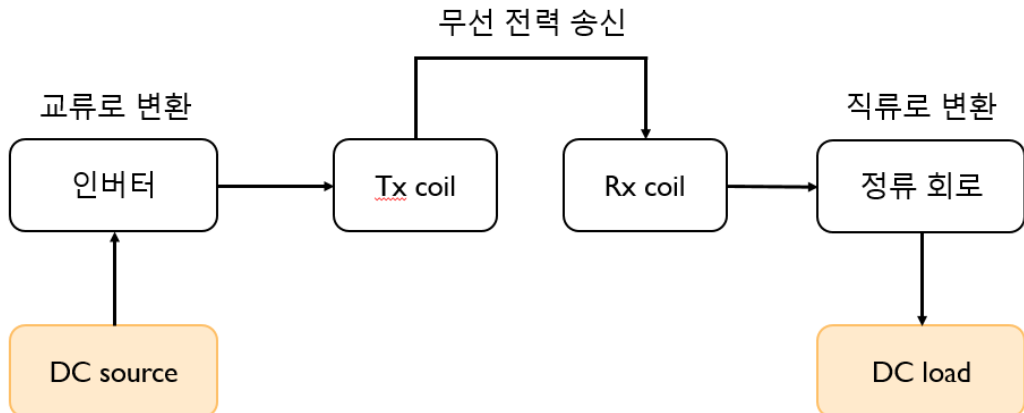 무선 전력 송신
교류로 변환
직류로 변환
인버터
Tx coil
Rx coil
정류 회로
DC source
DC load